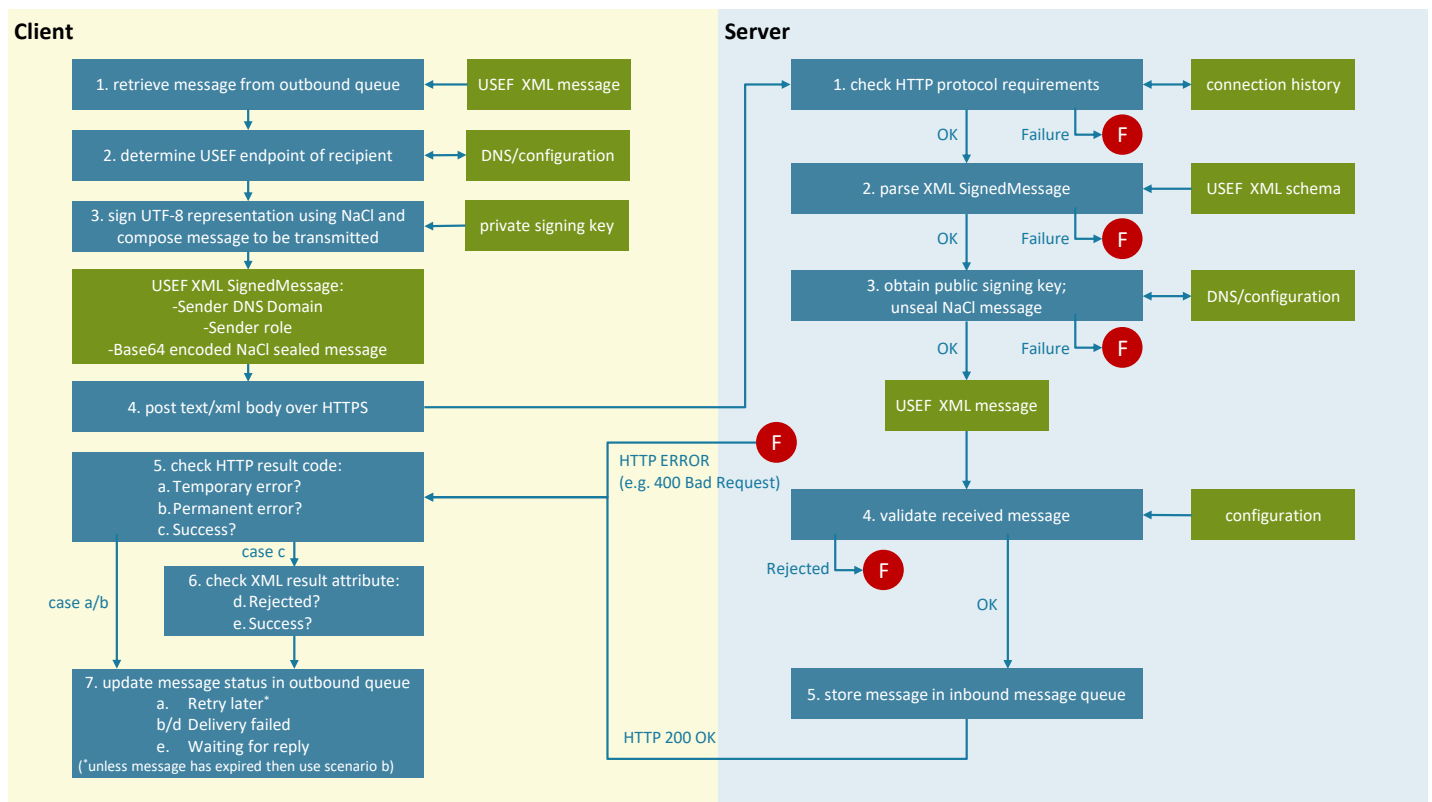 Client
1. retrieve message from outbound queue
USEF XML message
2. determine USEF endpoint of recipient
DNS/configuration
3. sign UTF-8 representation using NaCl and
compose message to be transmitted
private signing key
USEF XML SignedMessage:
-Sender DNS Domain
-Sender role
-Base64 encoded NaCl sealed message
4. post text/xml body over HTTPS
5. check HTTP result code:
a. Temporary error?
b. Permanent error?
c. Success?
case c
case a/b
6. check XML result attribute:
d. Rejected?
e. Success?
7. update message status in outbound queue
a. Retry later*
b/d Delivery failed
e. Waiting for reply
(*unless message has expired then use scenario b)
Server
1. check HTTP protocol requirements
connection history
OK
Failure
F
2. parse XML SignedMessage
USEF XML schema
OK
Failure
F
3. obtain public signing key;
unseal NaCl message
DNS/configuration
OK
Failure
F
USEF XML message
F
HTTP ERROR
(e.g. 400 Bad Request)
4. validate received message
configuration
Rejected
F
OK
5. store message in inbound message queue
HTTP 200 OK